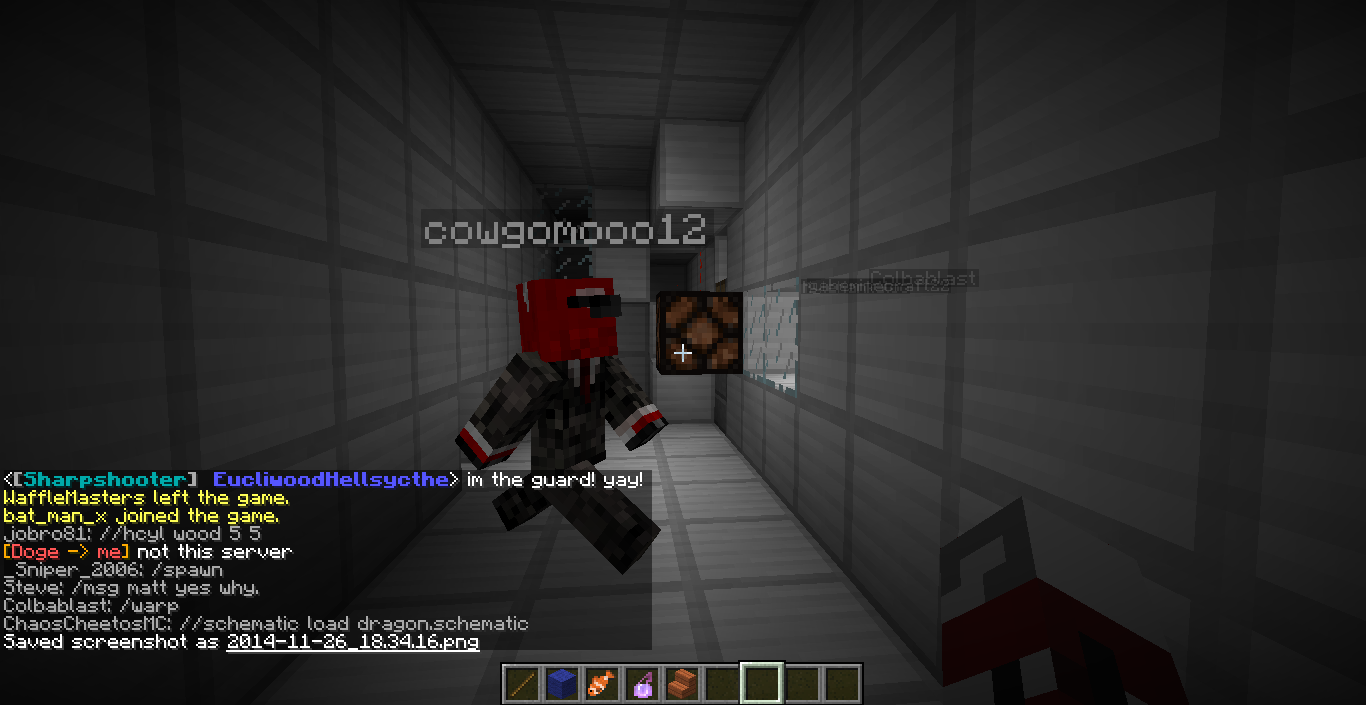 cowgomooo12
Colbablast
<[Sharpshooter] EucliwoodHellsycthe> im the guard! yay!
WaffleMasters left the game.
bat_man_x joined the game.
jobro81: //hcyl wood 5 5
[Doge -> me] not this server
_Sniper_2006: /spawn
Steve: /msg matt yes why.
Colbablast: /warp
ChaosCheetosMC: //schematic load dragon.schematic
Saved screenshot as 2014-11-26_18.34.16.png